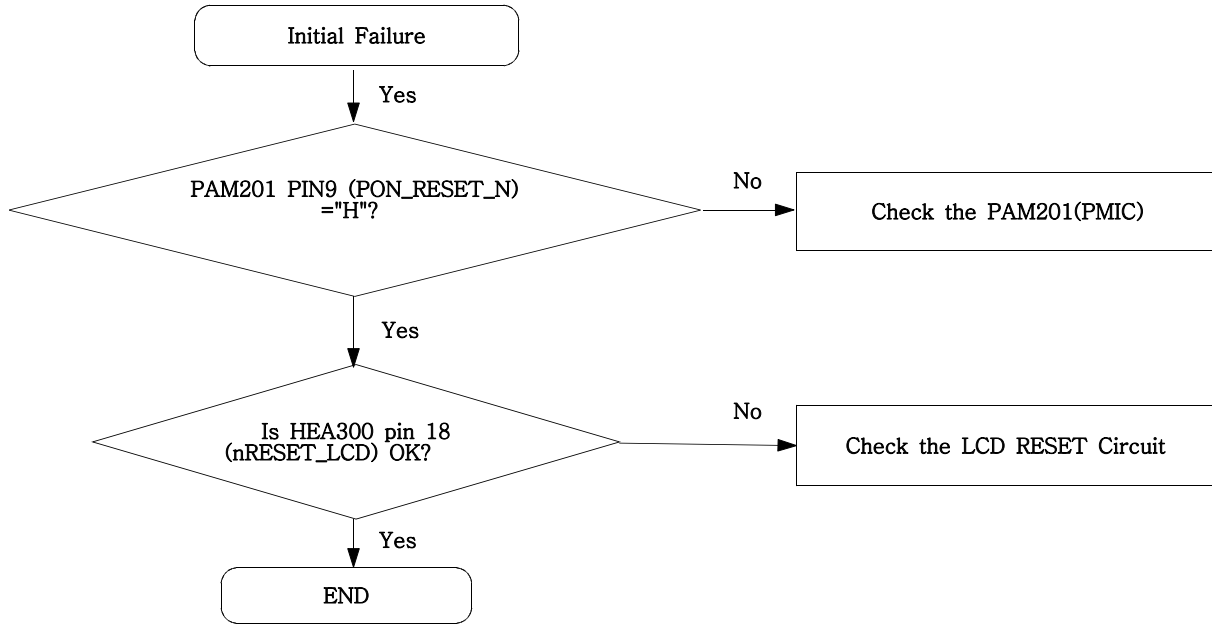 Initial Failure
Yes
PAM201 PIN9 (PON_RESET_N)
="H"?
No
Check the PAM201(PMIC)
Yes
Is HEA300 pin 18
(nRESET_LCD) OK?
No
Check the LCD RESET Circuit
Yes
END